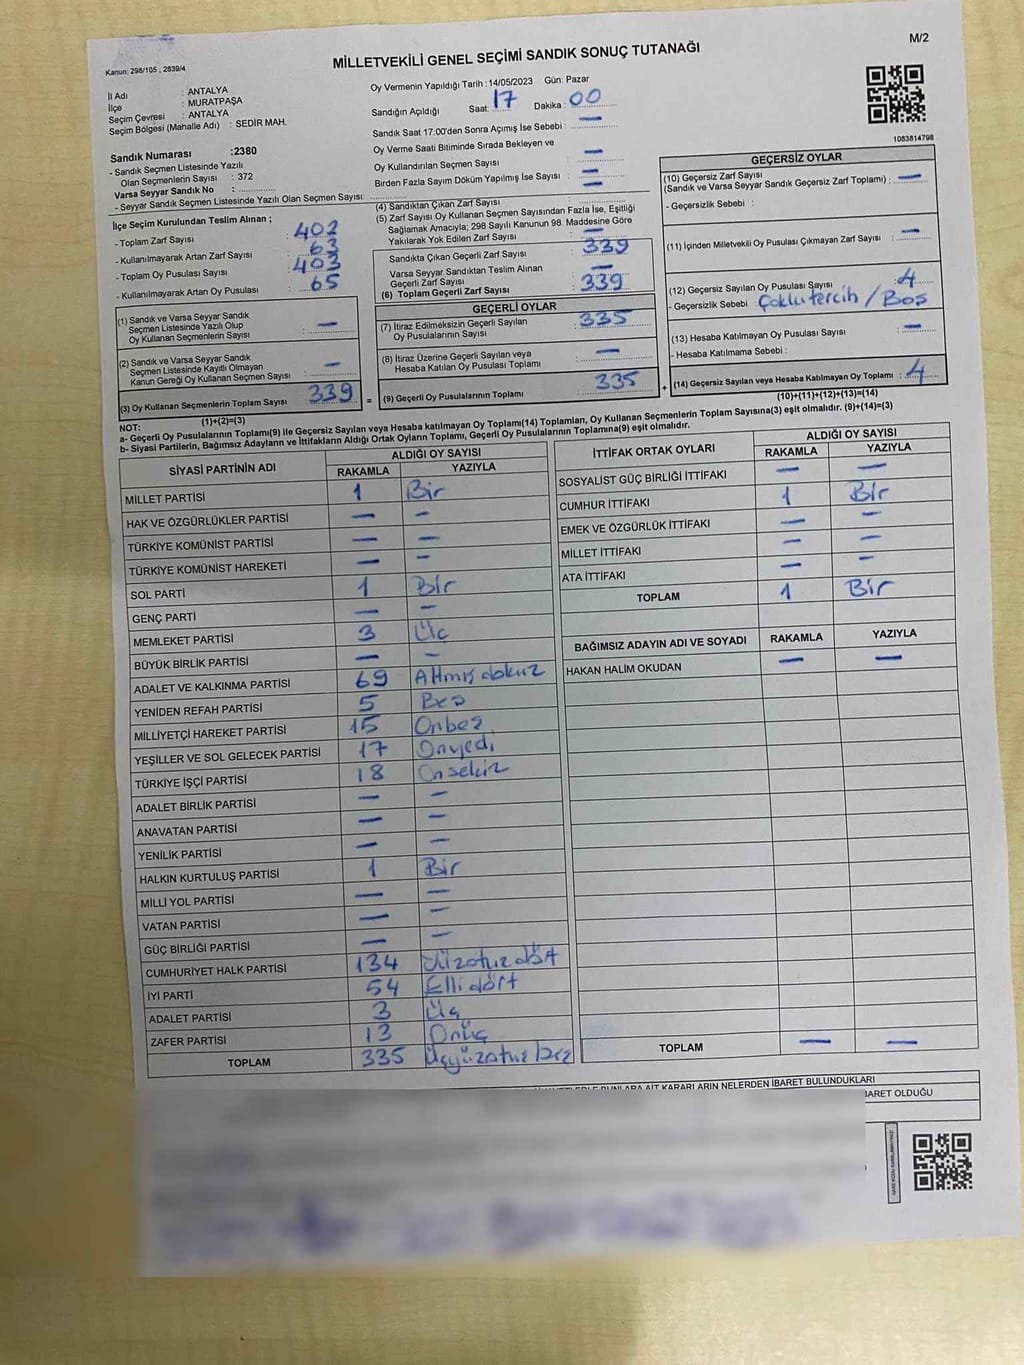 M/2
Kanun: 298/105 , 2839/4
MİLLETVEKİLİ GENEL SEÇİMİ SANDIK SONUÇ TUTANAĞI
İl Adı : ANTALYA
İlçe : MURATPAŞA
Seçim Çevresi : ANTALYA
Seçim Bölgesi (Mahalle Adı) : SEDİR MAH.
Sandık Numarası :2380
- Sandık Seçmen Listesinde Yazılı
Olan Seçmenlerin Sayısı : 372
Varsa Seyyar Sandık No :
- Seyyar Seçmen Listesinde Yazılı Olan Seçmen Sayısı:
Oy Vermenin Yapıldığı Tarih :14/05/2023 Gün: Pazar
Sandığın Açıldığı Saat: 17 Dakika : 00
Sandık Saat 17:00'den Sonra Açımış İse Sebebi : —
Oy Verme Saati Bitiminde Sırada Bekleyen ve
Oy Kullandırılan Seçmen Sayısı : —
Birden Fazla Sayım Döküm Yapılmış İse Sayısı : —
1083814798
İlçe Seçim Kurulundan Teslim Alınan ;
- Toplam Zarf Sayısı : 402
- Kullanılmayarak Artan Zarf Sayısı : 63
- Toplam Oy Pusulası Sayısı : 403
- Kullanılmayarak Artan Oy Pusulası : 65
(1) Sandık ve Varsa Seyyar Sandık
Seçmen Listesinde Yazılı Olup
Oy Kullanan Seçmenlerin Sayısı : —
(2) Sandık ve Varsa Seyyar Sandık
Seçmen Listesinde Kayıtlı Olmayan
Kanun Gereği Oy Kullanan Seçmen Sayısı : —
(3) Oy Kullanan Seçmenlerin Toplam Sayısı : 339
(1)+(2)=(3)
(4) Sandıktan Çıkan Zarf Sayısı : —
(5) Zarf Sayısı Oy Kullanan Seçmen Sayısından Fazla İse, Eşitliği
Sağlamak Amacıyla; 298 Sayılı Kanunun 98. Maddesine Göre
Yakılarak Yok Edilen Zarf Sayısı : —
Sandıkta Çıkan Geçerli Zarf Sayısı : 339
Varsa Seyyar Sandıktan Teslim Alınan
Geçerli Zarf Sayısı : —
(6) Toplam Geçerli Zarf Sayısı : 339
GEÇERLİ OYLAR
(7) İtiraz Edilmeksizin Geçerli Sayılan
Oy Pusulalarının Sayısı : 335
(8) İtiraz Üzerine Geçerli Sayılan veya
Hesaba Katılan Oy Pusulası Toplamı : —
(9) Geçerli Oy Pusulalarının Toplamı : 335
GEÇERSİZ OYLAR
(10) Geçersiz Zarf Sayısı
(Sandık ve Varsa Seyyar Sandık Geçersiz Zarf Toplamı) : —
- Geçersizlik Sebebi :
(11) İçinden Milletvekili Oy Pusulası Çıkmayan Zarf Sayısı : —
(12) Geçersiz Sayılan Oy Pusulası Sayısı : 4
- Geçersizlik Sebebi : Çoklu tercih / Boş
(13) Hesaba Katılmayan Oy Pusulası Sayısı : —
- Hesaba Katılmama Sebebi :
(14) Geçersiz Sayılan veya Hesaba Katılmayan Oy Toplamı : 4
(10)+(11)+(12)+(13)=(14)
NOT:
a- Geçerli Oy Pusulalarının Toplamı(9) ile Geçersiz Sayılan veya Hesaba katılmayan Oy Toplamı(14) Toplamları, Oy Kullanan Seçmenlerin Toplam Sayısına(3) eşit olmalıdır. (9)+(14)=(3)
b- Siyasi Partilerin, Bağımsız Adayların ve İttifakların Aldığı Ortak Oyların Toplamı, Geçerli Oy Pusulalarının Toplamına(9) eşit olmalıdır.
SİYASİ PARTİNİN ADI ALDIĞI OY SAYISI
RAKAMLA YAZIYLA
MİLLET PARTİSİ 1 Bir
HAK VE ÖZGÜRLÜKLER PARTİSİ — —
TÜRKİYE KOMÜNİST PARTİSİ — —
TÜRKİYE KOMÜNİST HAREKETİ — —
SOL PARTİ 1 Bir
GENÇ PARTİ — —
MEMLEKET PARTİSİ 3 Üç
BÜYÜK BİRLİK PARTİSİ — —
ADALET VE KALKINMA PARTİSİ 69 Altmış dokuz
YENİDEN REFAH PARTİSİ 5 Beş
MİLLİYETÇİ HAREKET PARTİSİ 15 Onbeş
YEŞİLLER VE SOL GELECEK PARTİSİ 17 Onyedi
TÜRKİYE İŞÇİ PARTİSİ 18 Onsekiz
ADALET BİRLİK PARTİSİ — —
ANAVATAN PARTİSİ — —
YENİLİK PARTİSİ — —
HALKIN KURTULUŞ PARTİSİ 1 Bir
MİLLİ YOL PARTİSİ — —
VATAN PARTİSİ — —
GÜÇ BİRLİĞİ PARTİSİ — —
CUMHURİYET HALK PARTİSİ 134 Yüzotuzdört
İYİ PARTİ 54 Ellidört
ADALET PARTİSİ 3 Üç
ZAFER PARTİSİ 13 Onüç
TOPLAM 335 Üçyüzotuz beş
İTTİFAK ORTAK OYLARI ALDIĞI OY SAYISI
RAKAMLA YAZIYLA
SOSYALİST GÜÇ BİRLİĞİ İTTİFAKI — —
CUMHUR İTTİFAKI 1 Bir
EMEK VE ÖZGÜRLÜK İTTİFAKI — —
MİLLET İTTİFAKI — —
ATA İTTİFAKI — —
TOPLAM 1 Bir
BAĞIMSIZ ADAYIN ADI VE SOYADI RAKAMLA YAZIYLA
HAKAN HALİM OKUDAN — —
TOPLAM — —
BUNLARA AİT KARARLARIN NELERDEN İBARET BULUNDUKLARI
İBARET OLDUĞU